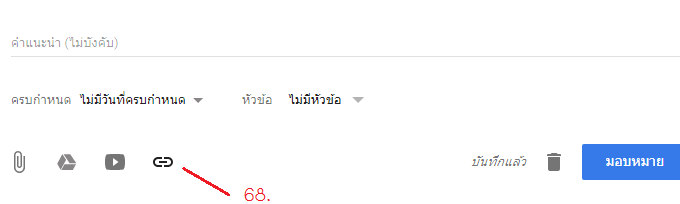 คำแนะนำ (ไม่บังคับ)
ครบกำหนด ไม่มีวันที่ครบกำหนด หัวข้อ ไม่มีหัวข้อ
บันทึกแล้ว มอบหมาย
68.